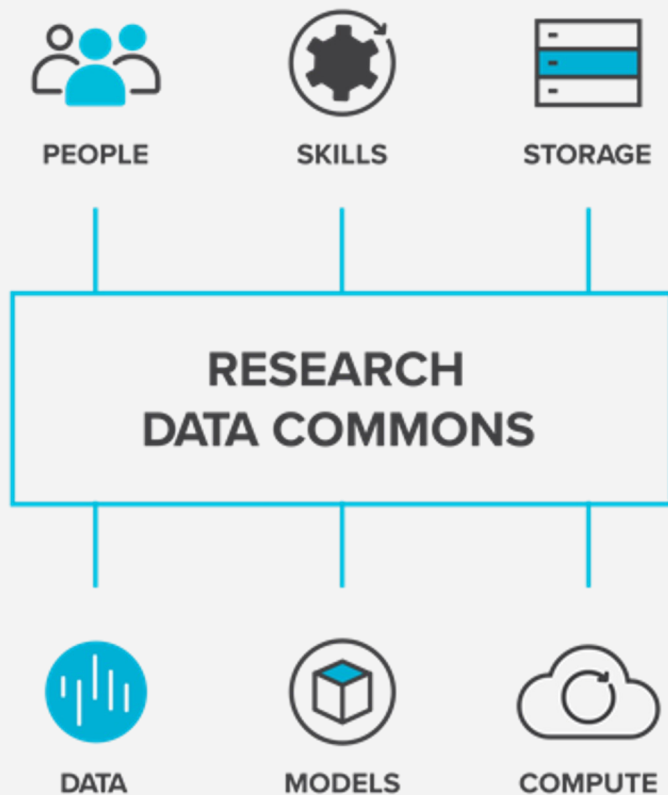 PEOPLE SKILLS STORAGE
RESEARCH
DATA COMMONS
DATA MODELS COMPUTE